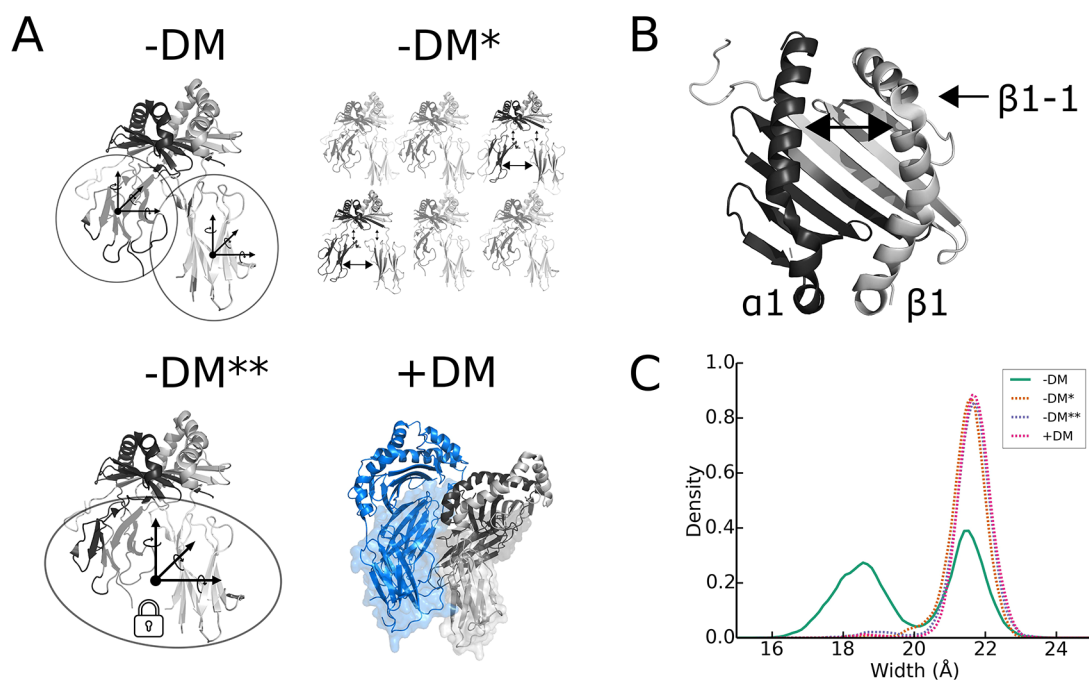 A
-DM
-DM*
-DM**
+DM
B
β1-1
α1
β1
C
1.0
0.8
0.6
0.4
0.2
0.0
Density
16
18
20
22
24
Width (Å)
-DM
-DM*
-DM**
+DM